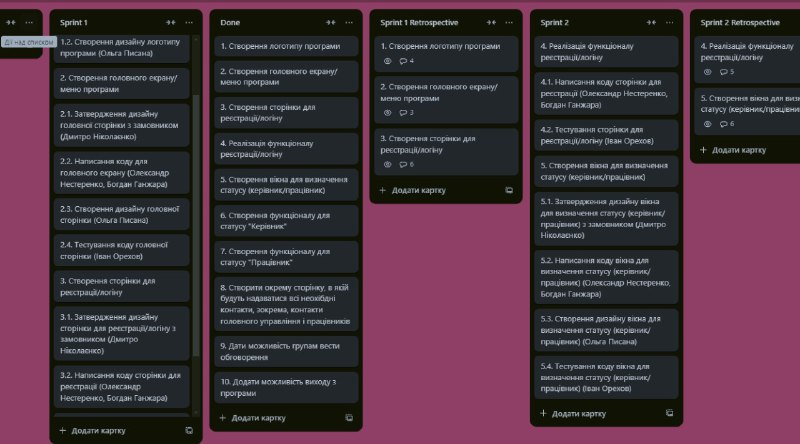 Дії над списком
Sprint 1
1.2. Створення дизайну логотипу
програми (Ольга Писана)
2. Створення головного екрану/
меню програми
2.1. Затвердження дизайну
головної сторінки з замовником
(Дмитро Ніколаєнко)
2.2. Написання коду для
головного екрану (Олександр
Нестеренко, Богдан Ганжара)
2.3. Створення дизайну головної
сторінки (Ольга Писана)
2.4. Тестування коду головної
сторінки (Іван Орехов)
3. Створення сторінки для
реєстрації/логіну
3.1. Затвердження дизайну
сторінки для реєстрації/логіну з
замовником (Дмитро
Ніколаєнко)
3.2. Написання коду сторінки для
реєстрації (Олександр
Нестеренко, Богдан Ганжара)
Додати картку
Done
1. Створення логотипу програми
2. Створення головного екрану/
меню програми
3. Створення сторінки для
реєстрації/логіну
4. Реалізація функціоналу
реєстрації/логіну
5. Створення вікна для визначення
статусу (керівник/працівник)
6. Створення функціоналу для
статусу "Керівник"
7. Створення функціоналу для
статусу "Працівник"
8. Створити окрему сторінку, в якій
будуть надаватися всі необхідні
контакти, зокрема, контакти
головного управління і працівників
9. Дати можливість групам вести
обговорення
10. Додати можливість виходу з
програми
Додати картку
Sprint 1 Retrospective
1. Створення логотипу програми
4
2. Створення головного екрану/
меню програми
3
3. Створення сторінки для
реєстрації/логіну
6
Додати картку
Sprint 2
4. Реалізація функціоналу
реєстрації/логіну
4.1. Написання коду сторінки для
реєстрації (Олександр Нестеренко,
Богдан Ганжара)
4.2. Тестування сторінки для
реєстрації/логіну (Іван Орехов)
5. Створення вікна для визначення
статусу (керівник/працівник)
5.1. Затвердження дизайну вікна
для визначення статусу (керівник/
працівник) з замовником (Дмитро
Ніколаєнко)
5.2. Написання коду вікна для
визначення статусу (керівник/
працівник) (Олександр Нестеренко,
Богдан Ганжара)
5.3. Створення дизайну вікна для
визначення статусу (керівник/
працівник) (Ольга Писана)
5.4. Тестування коду вікна для
визначення статусу (керівник/
працівник) (Іван Орехов)
Додати картку
Sprint 2 Retrospective
4. Реалізація функціоналу
реєстрації/логіну
5
5. Створення вікна для визн
статусу (керівник/працівник
6
Додати картку